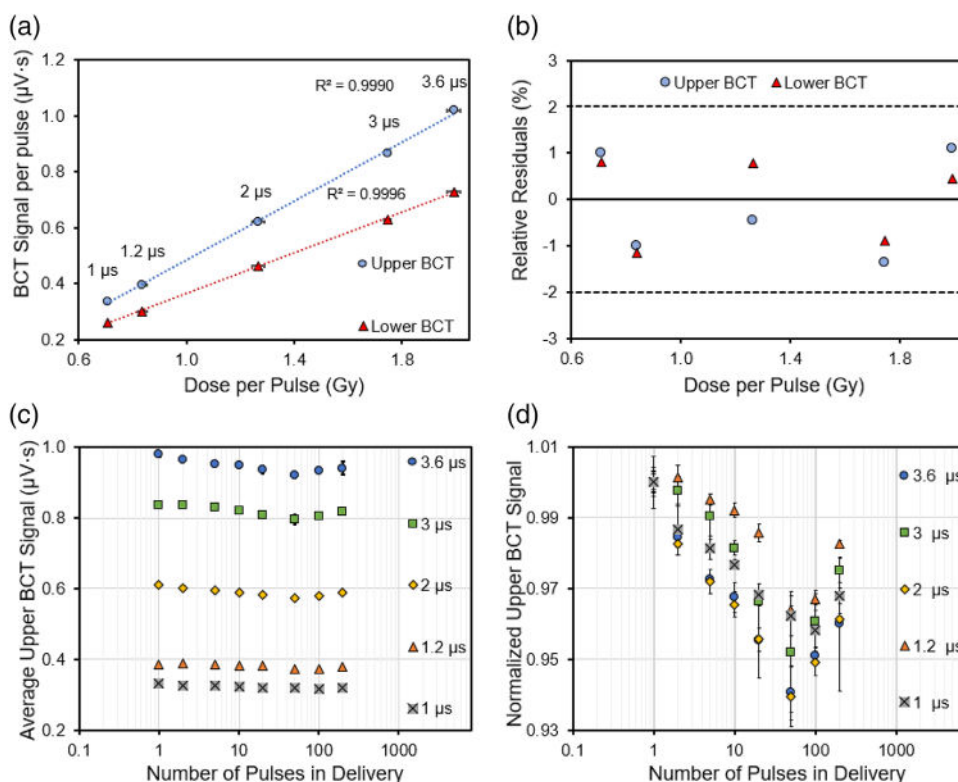 (a)
BCT Signal per pulse (µV·s)
1.2
1.0
0.8
0.6
0.4
0.2
R² = 0.9990
3.6 µs
3 µs
2 µs
R² = 0.9996
1.2 µs
1 µs
Upper BCT
Lower BCT
0.6 1.0 1.4 1.8
Dose per Pulse (Gy)
(b)
Relative Residuals (%)
3
2
1
0
-1
-2
-3
Upper BCT Lower BCT
0.6 1.0 1.4 1.8
Dose per Pulse (Gy)
(c)
Average Upper BCT Signal (µV·s)
1.0
0.8
0.6
0.4
0.2
3.6 µs
3 µs
2 µs
1.2 µs
1 µs
0.1 1 10 100 1000
Number of Pulses in Delivery
(d)
Normalized Upper BCT Signal
1.01
0.99
0.97
0.95
0.93
3.6 µs
3 µs
2 µs
1.2 µs
1 µs
0.1 1 10 100 1000
Number of Pulses in Delivery